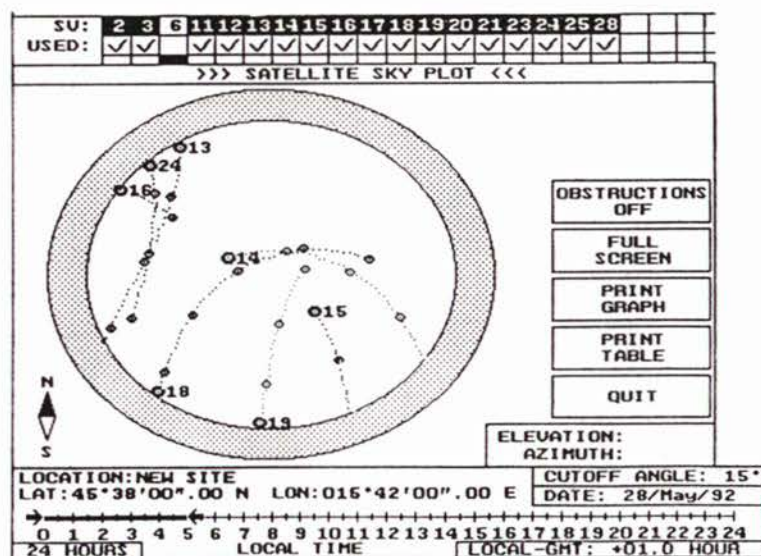 SV: 2 3 6 11 12 13 14 15 16 17 18 19 20 21 23 24 25 28
USED: ✓ ✓ ✓ ✓ ✓ ✓ ✓ ✓ ✓ ✓ ✓ ✓ ✓ ✓ ✓ ✓ ✓
>>> SATELLITE SKY PLOT <<<
13
24
16
14
15
18
19
OBSTRUCTIONS
OFF
FULL
SCREEN
PRINT
GRAPH
PRINT
TABLE
QUIT
N
S
ELEVATION:
AZIMUTH:
LOCATION:NEW SITE
LAT:45°38'00".00 N LON:015°42'00".00 E
CUTOFF ANGLE: 15°
DATE: 28/May/92
0 1 2 3 4 5 6 7 8 9 10 11 12 13 14 15 16 17 18 19 20 21 22 23 24
24 HOURS LOCAL TIME LOCAL-GMT: +01.0 HOUR